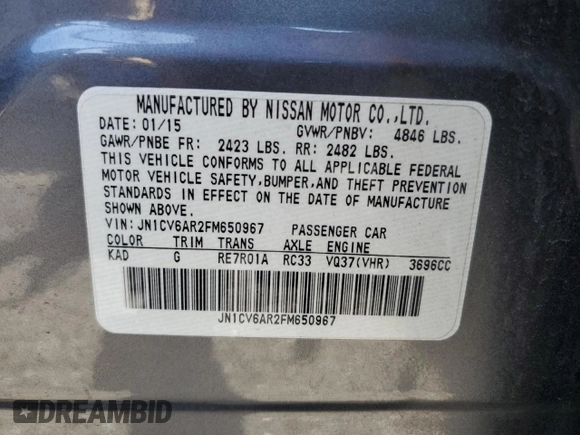 MANUFACTURED BY NISSAN MOTOR CO.,LTD.
DATE: 01/15 GVWR/PNBV: 4846 LBS.
GAWR/PNBE FR: 2423 LBS. RR: 2482 LBS.
THIS VEHICLE CONFORMS TO ALL APPLICABLE FEDERAL
MOTOR VEHICLE SAFETY,BUMPER,AND THEFT PREVENTION
STANDARDS IN EFFECT ON THE DATE OF MANUFACTURE
SHOWN ABOVE.
VIN: JN1CV6AR2FM650967 PASSENGER CAR
COLOR TRIM TRANS AXLE ENGINE
KAD G RE7R01A RC33 VQ37(VHR) 3696CC
JN1CV6AR2FM650967
DREAMBID